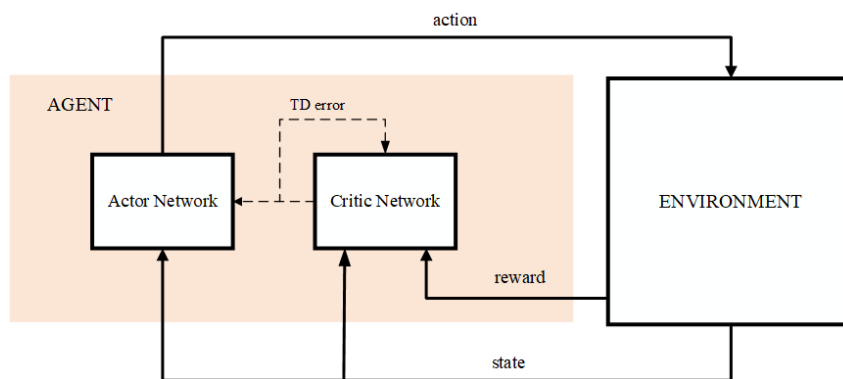 action
AGENT
TD error
Actor Network
Critic Network
ENVIRONMENT
reward
state